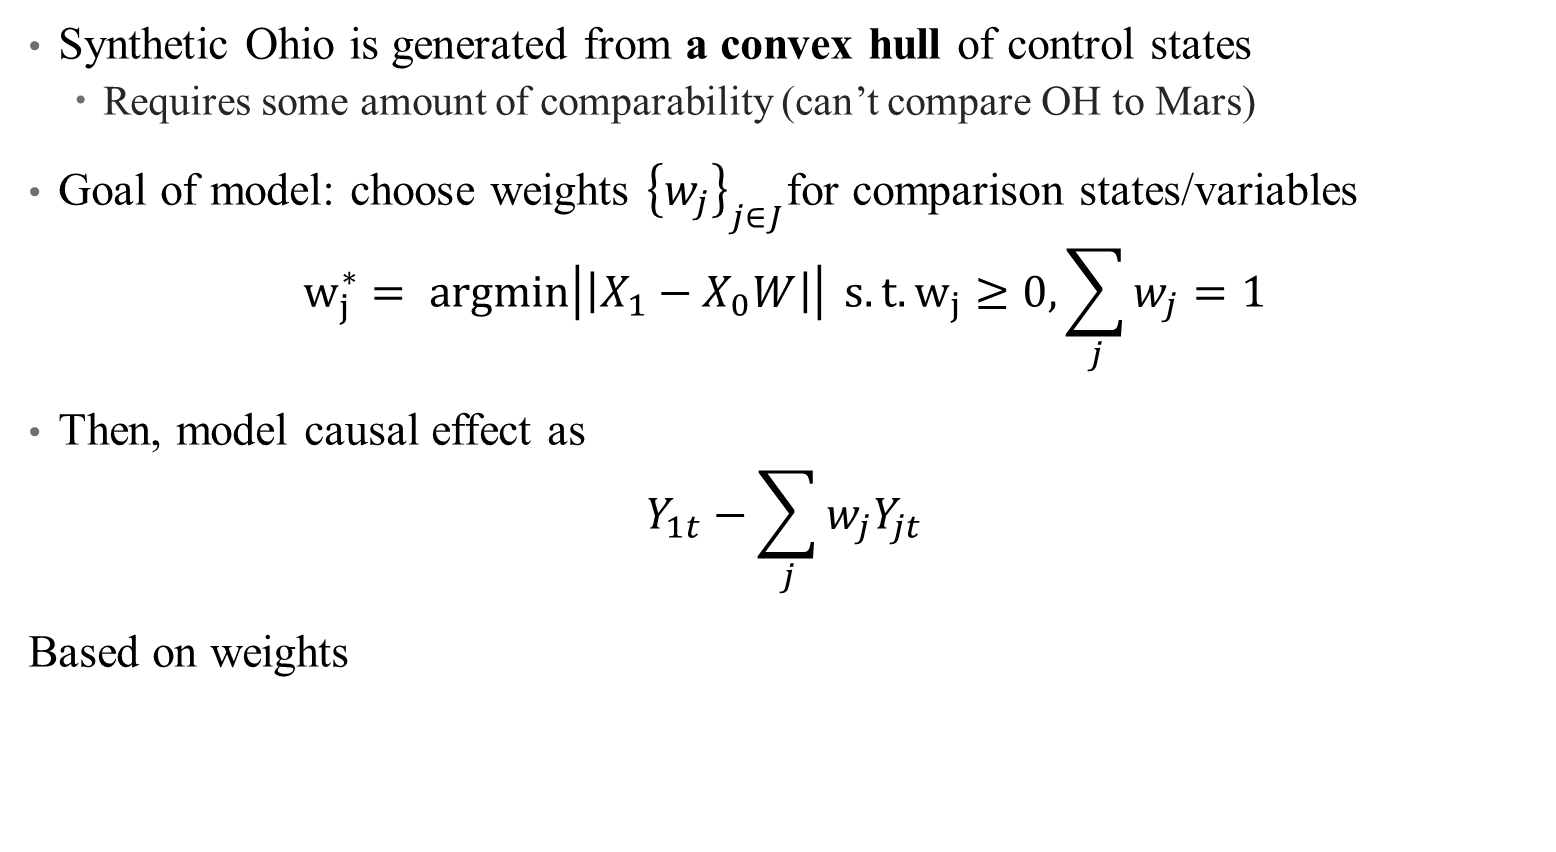 • Synthetic Ohio is generated from a convex hull of control states
• Requires some amount of comparability (can’t compare OH to Mars)
• Goal of model: choose weights {w_j}_{j∈J} for comparison states/variables
w_j^* = argmin||X_1 − X_0W|| s.t. w_j ≥ 0, ∑_j w_j = 1
• Then, model causal effect as
Y_{1t} − ∑_j w_jY_{jt}
Based on weights